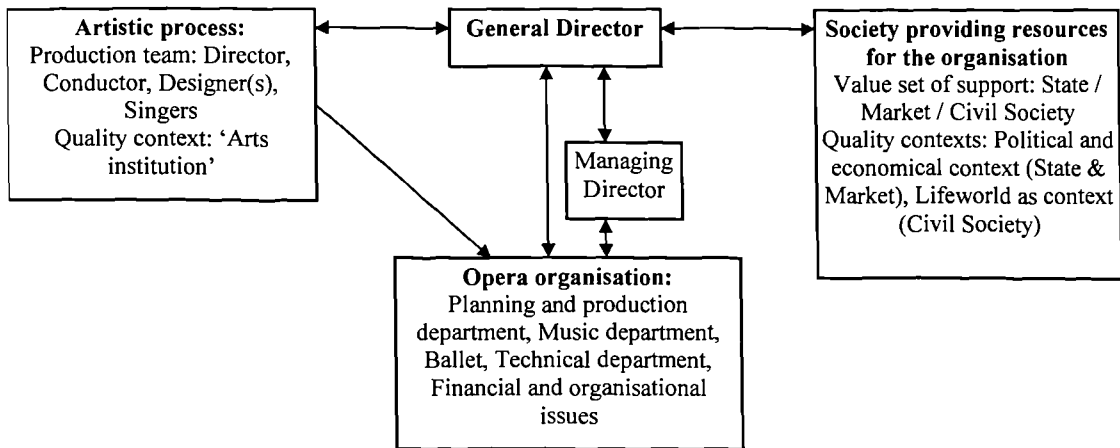 Artistic process:
Production team: Director,
Conductor, Designer(s),
Singers
Quality context: ‘Arts
institution’
General Director
Society providing resources
for the organisation
Value set of support: State /
Market / Civil Society
Quality contexts: Political and
economical context (State &
Market), Lifeworld as context
(Civil Society)
Managing
Director
Opera organisation:
Planning and production
department, Music department,
Ballet, Technical department,
Financial and organisational
issues